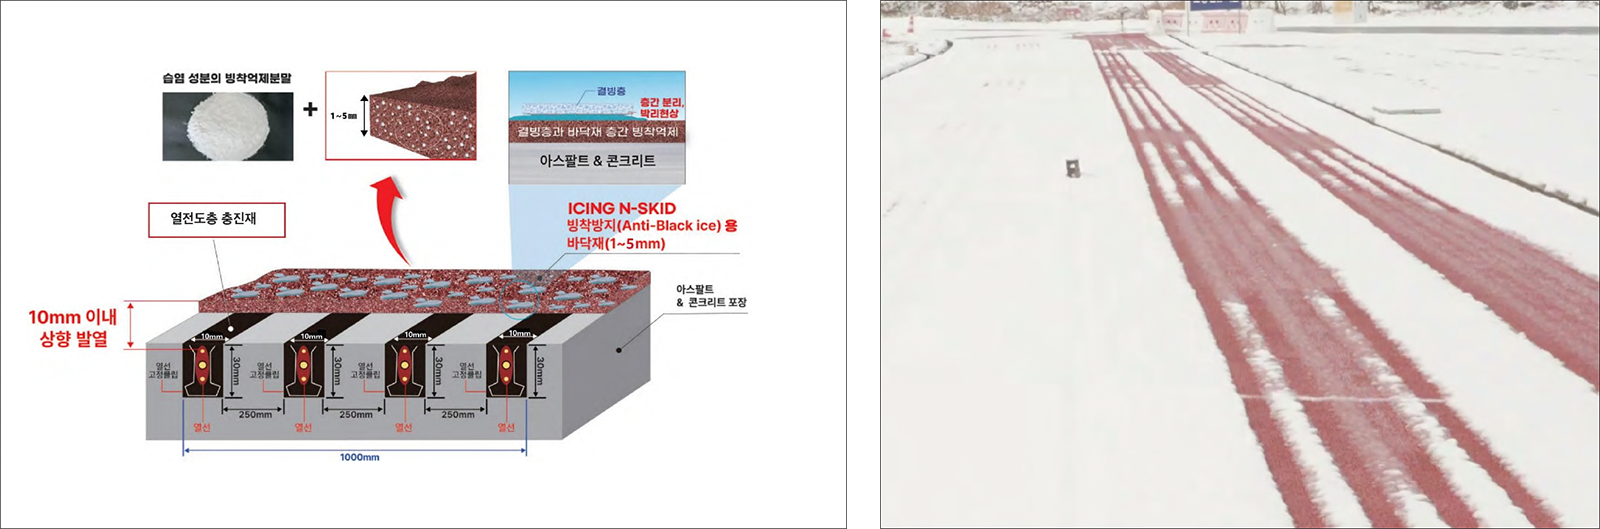 습염 성분의 빙착억제분말
+
1~5㎜
결빙층
층간 분리,
박리현상
결빙층과 바닥재 층간 빙착억제
아스팔트 & 콘크리트
열전도층 충진재
ICING N-SKID
빙착방지(Anti-Black ice) 용
바닥재(1~5mm)
아스팔트
& 콘크리트 포장
10mm 이내
상향 발열
10mm
10mm
10mm
10mm
열선
고정클립
30mm
열선
고정클립
30mm
열선
고정클립
30mm
열선
고정클립
30mm
250mm
250mm
250mm
열선
열선
열선
열선
1000mm